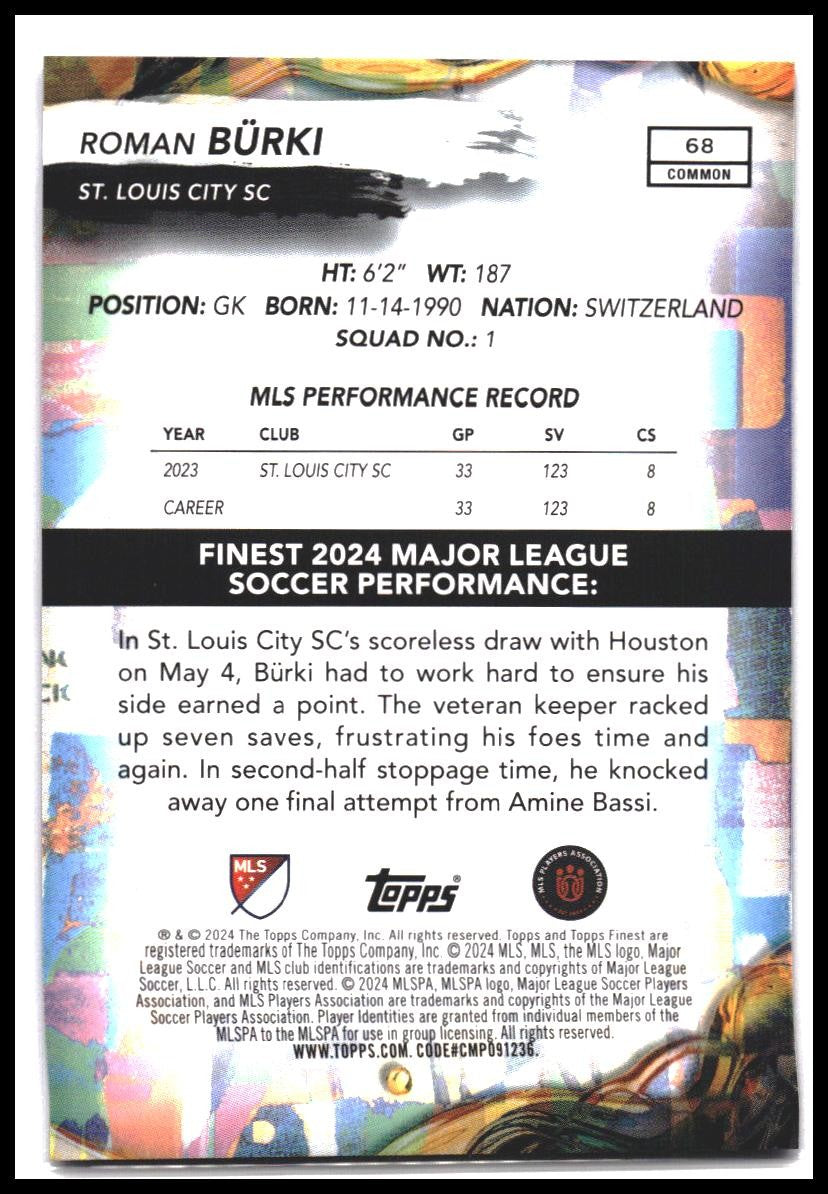 ROMAN BÜRKI
68
COMMON
ST. LOUIS CITY SC
HT: 6'2" WT: 187
POSITION: GK BORN: 11-14-1990 NATION: SWITZERLAND
SQUAD NO.: 1
MLS PERFORMANCE RECORD
YEAR CLUB GP SV CS
2023 ST. LOUIS CITY SC 33 123 8
CAREER 33 123 8
FINEST 2024 MAJOR LEAGUE
SOCCER PERFORMANCE:
In St. Louis City SC's scoreless draw with Houston
on May 4, Bürki had to work hard to ensure his
side earned a point. The veteran keeper racked
up seven saves, frustrating his foes time and
again. In second-half stoppage time, he knocked
away one final attempt from Amine Bassi.
MLS
topps®
MLS PLAYERS ASSOCIATION
® & © 2024 The Topps Company, Inc. All rights reserved. Topps and Topps Finest are
registered trademarks of The Topps Company, Inc. © 2024 MLS, MLS, the MLS logo, Major
League Soccer and MLS club identifications are trademarks and copyrights of Major League
Soccer, L.L.C. All rights reserved. © 2024 MLSPA, MLSPA logo, Major League Soccer Players
Association, and MLS Players Association are trademarks and copyrights of the Major League
Soccer Players Association. Player Identities are granted from individual members of the
MLSPA to the MLSPA for use in group licensing. All rights reserved.
WWW.TOPPS.COM. CODE#CMP091236.